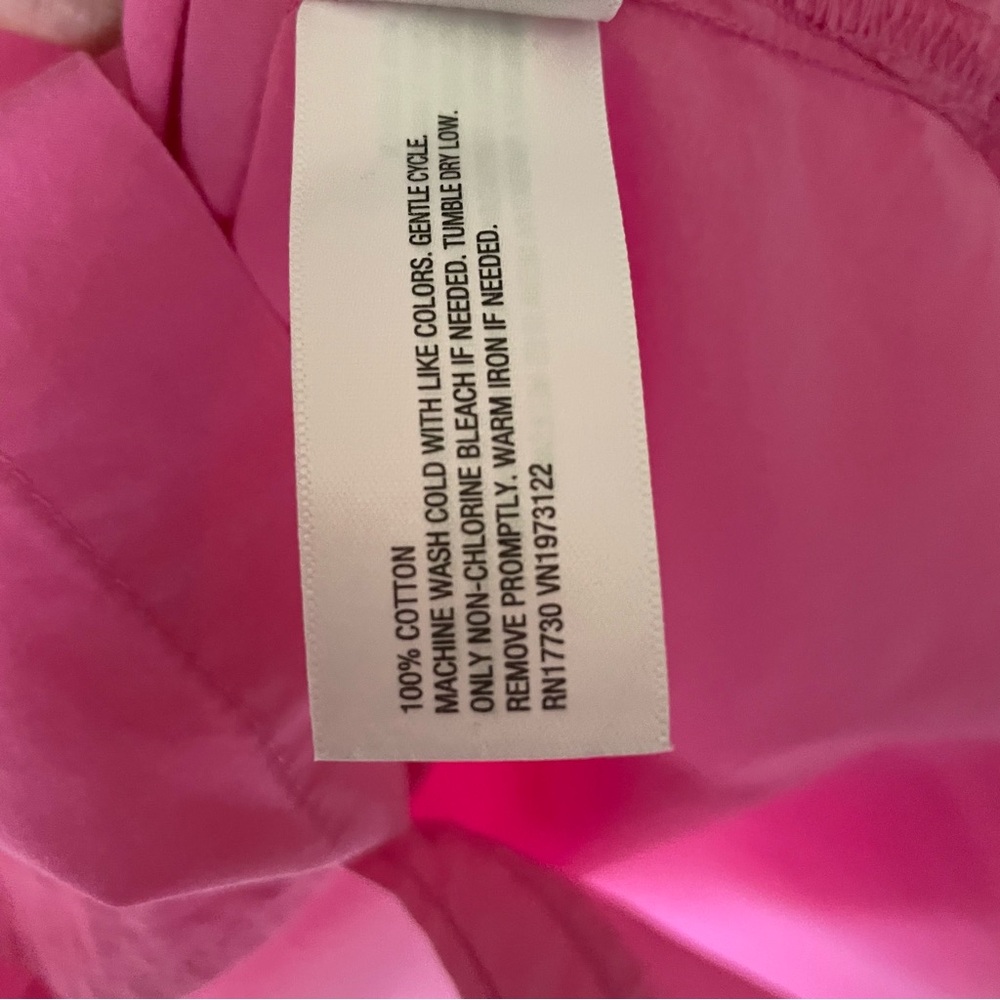 100% COTTON
MACHINE WASH COLD WITH LIKE COLORS. GENTLE CYCLE.
ONLY NON-CHLORINE BLEACH IF NEEDED. TUMBLE DRY LOW.
REMOVE PROMPTLY. WARM IRON IF NEEDED.
RN17730 VN1973122